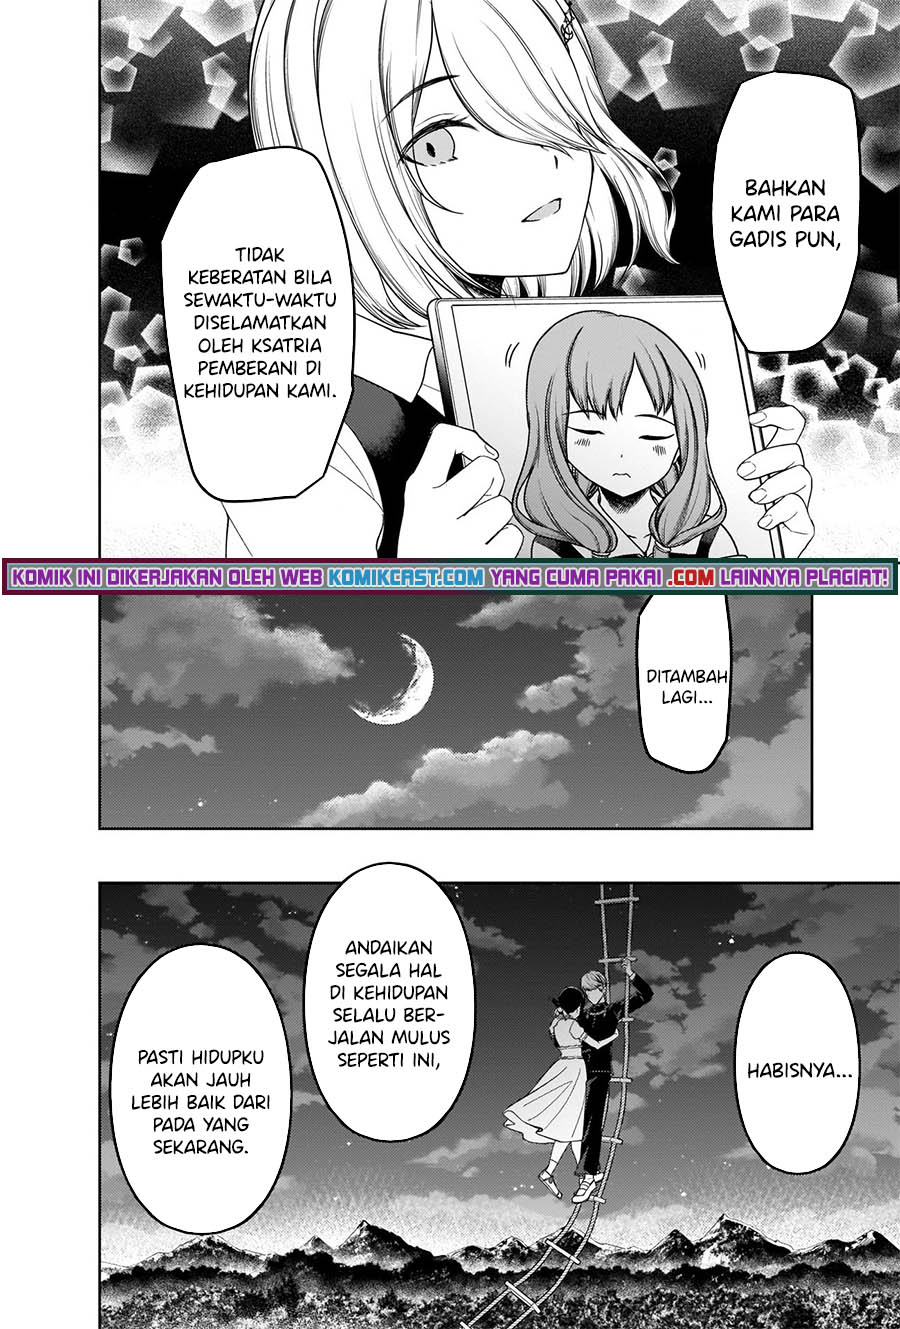 BAHKAN
KAMI PARA
GADIS PUN,
TIDAK
KEBERATAN BILA
SEWAKTU-WAKTU
DISELAMATKAN
OLEH KSATRIA
PEMBERANI DI
KEHIDUPAN KAMI.
KOMIK INI DIKERJAKAN OLEH WEB KOMIKCAST.COM YANG CUMA PAKAI .COM LAINNYA PLAGIAT!
DITAMBAH
LAGI...
HABISNYA...
ANDAIKAN
SEGALA HAL
DI KEHIDUPAN
SELALU BER-
JALAN MULUS
SEPERTI INI,
PASTI HIDUPKU
AKAN JAUH
LEBIH BAIK DARI
PADA YANG
SEKARANG.